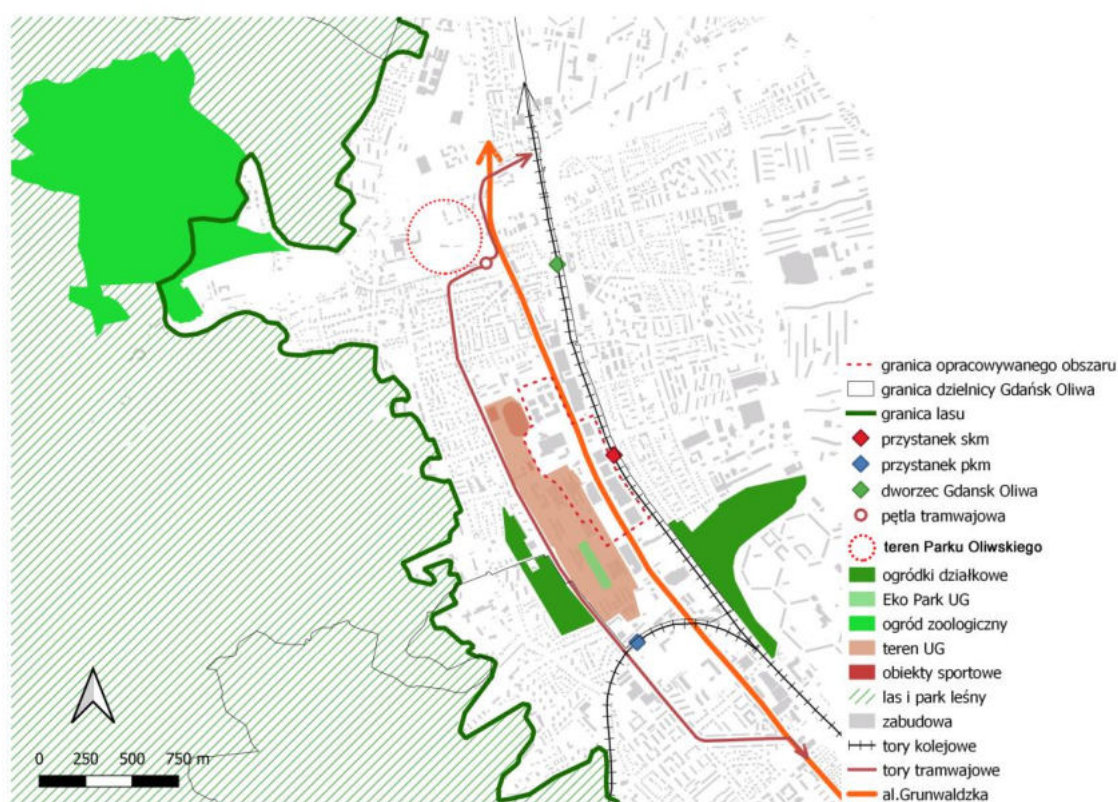 granica opracowywanego obszaru
granica dzielnicy Gdańsk Oliwa
granica lasu
przystanek skm
przystanek pkm
dworzec Gdansk Oliwa
pętla tramwajowa
teren Parku Oliwskiego
ogródki działkowe
Eko Park UG
ogród zoologiczny
teren UG
obiekty sportowe
las i park leśny
zabudowa
tory kolejowe
tory tramwajowe
al.Grunwaldzka
0 250 500 750 m